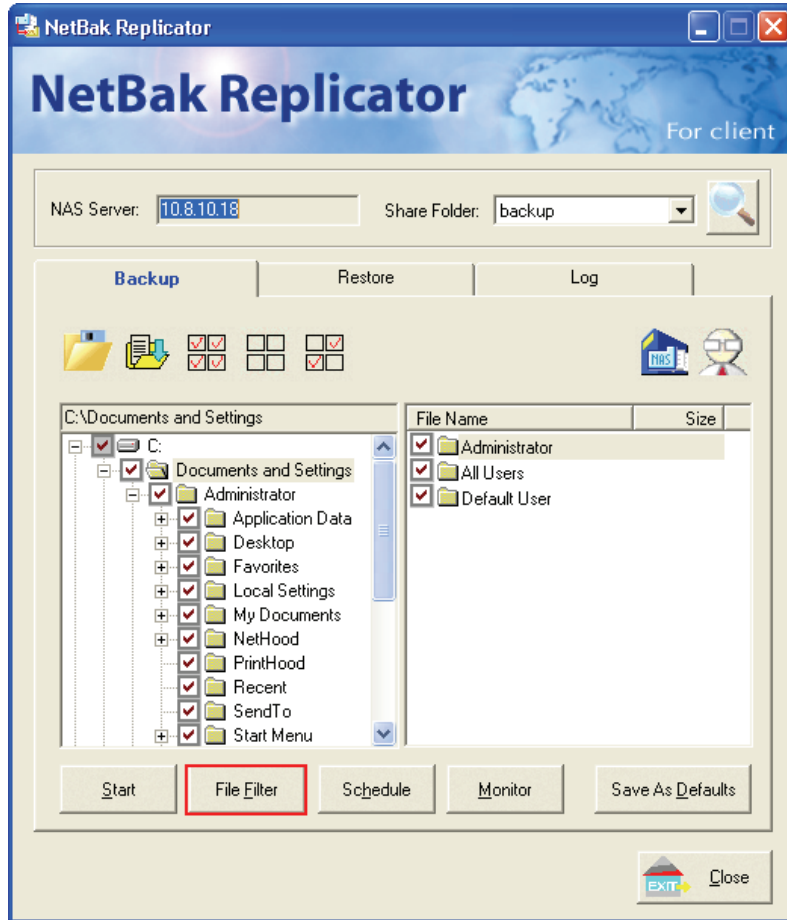 NetBak Replicator
NetBak Replicator
For client
NAS Server: 10.8.10.18 Share Folder: backup
Backup Restore Log
NAS
C:\Documents and Settings
C:
Documents and Settings
Administrator
Application Data
Desktop
Favorites
Local Settings
My Documents
NetHood
PrintHood
Recent
SendTo
Start Menu
File Name Size
Administrator
All Users
Default User
Start File Filter Schedule Monitor Save As Defaults
EXIT Close